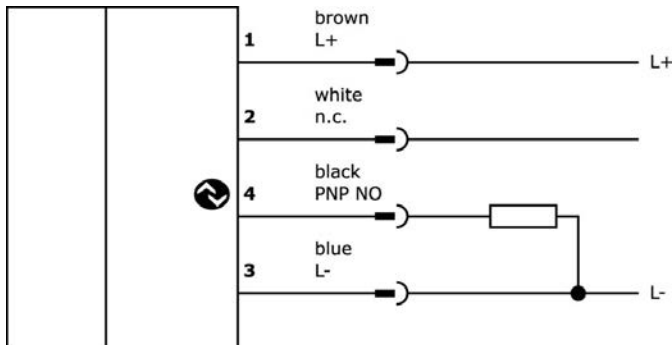 brown
1 L+
L+
white
2 n.c.
black
4 PNP NO
blue
3 L-
L-